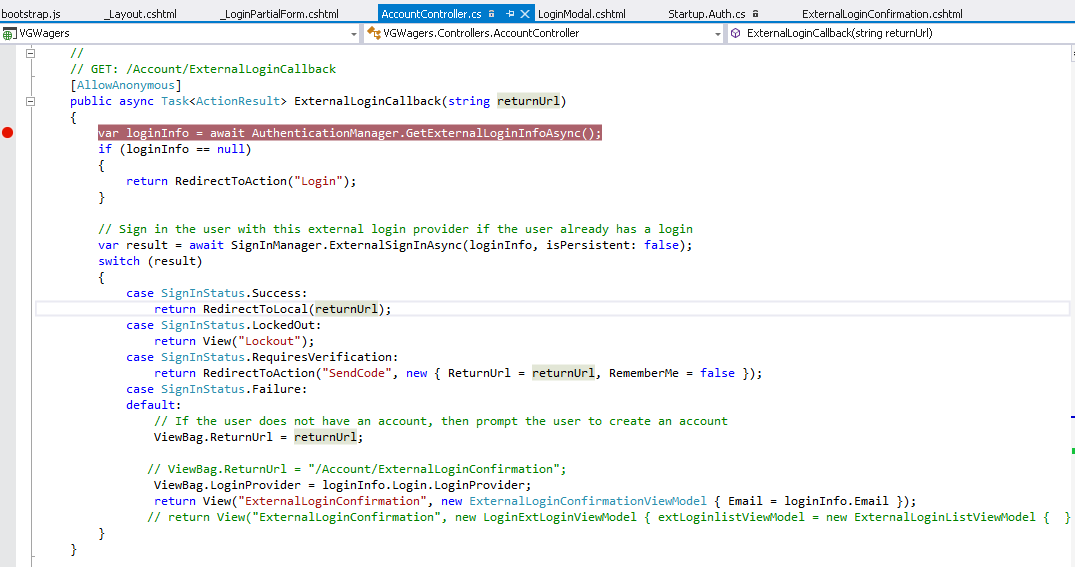 bootstrap.js _Layout.cshtml _LoginPartialForm.cshtml AccountController.cs LoginModal.cshtml Startup.Auth.cs ExternalLoginConfirmation.cshtml
VGWagers VGWagers.Controllers.AccountController ExternalLoginCallback(string returnUrl)
//
// GET: /Account/ExternalLoginCallback
[AllowAnonymous]
public async Task<ActionResult> ExternalLoginCallback(string returnUrl)
{
var loginInfo = await AuthenticationManager.GetExternalLoginInfoAsync();
if (loginInfo == null)
{
return RedirectToAction("Login");
}
// Sign in the user with this external login provider if the user already has a login
var result = await SignInManager.ExternalSignInAsync(loginInfo, isPersistent: false);
switch (result)
{
case SignInStatus.Success:
return RedirectToLocal(returnUrl);
case SignInStatus.LockedOut:
return View("Lockout");
case SignInStatus.RequiresVerification:
return RedirectToAction("SendCode", new { ReturnUrl = returnUrl, RememberMe = false });
case SignInStatus.Failure:
default:
// If the user does not have an account, then prompt the user to create an account
ViewBag.ReturnUrl = returnUrl;
// ViewBag.ReturnUrl = "/Account/ExternalLoginConfirmation";
ViewBag.LoginProvider = loginInfo.Login.LoginProvider;
return View("ExternalLoginConfirmation", new ExternalLoginConfirmationViewModel { Email = loginInfo.Email });
// return View("ExternalLoginConfirmation", new LoginExtLoginViewModel { extLoginlistViewModel = new ExternalLoginListViewModel { }
}
}